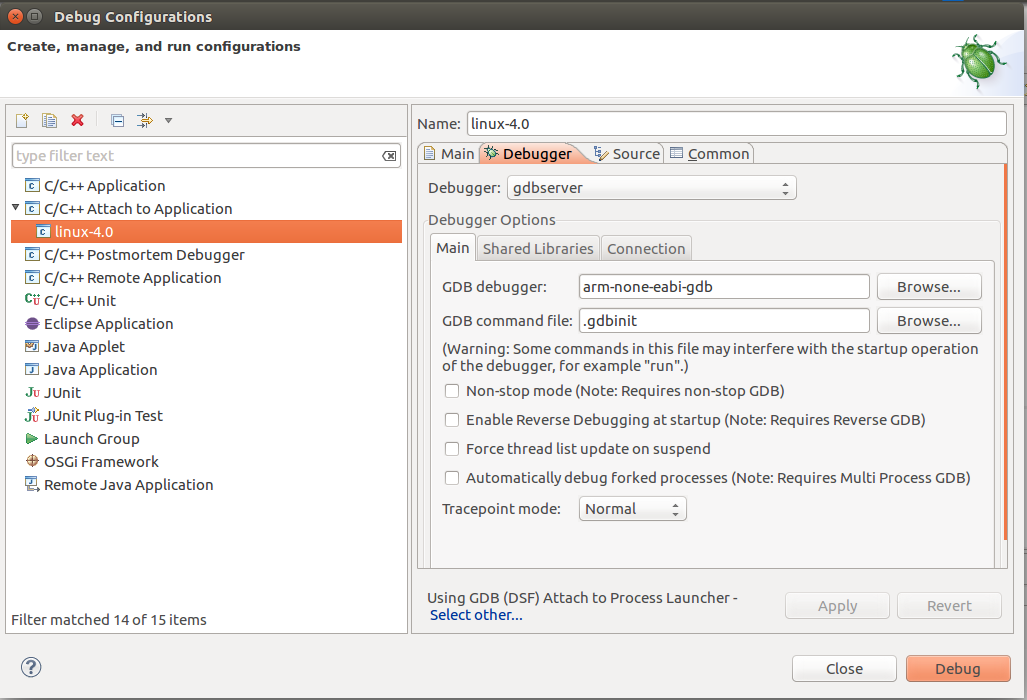 Debug Configurations
Create, manage, and run configurations
type filter text
C/C++ Application
C/C++ Attach to Application
linux-4.0
C/C++ Postmortem Debugger
C/C++ Remote Application
C/C++ Unit
Eclipse Application
Java Applet
Java Application
JUnit
JUnit Plug-in Test
Launch Group
OSGi Framework
Remote Java Application
Filter matched 14 of 15 items
Name: linux-4.0
Main Debugger Source Common
Debugger: gdbserver
Debugger Options
Main Shared Libraries Connection
GDB debugger: arm-none-eabi-gdb Browse...
GDB command file: .gdbinit Browse...
(Warning: Some commands in this file may interfere with the startup operation
of the debugger, for example "run".)
Non-stop mode (Note: Requires non-stop GDB)
Enable Reverse Debugging at startup (Note: Requires Reverse GDB)
Force thread list update on suspend
Automatically debug forked processes (Note: Requires Multi Process GDB)
Tracepoint mode: Normal
Using GDB (DSF) Attach to Process Launcher -
Select other...
Apply Revert
Close Debug